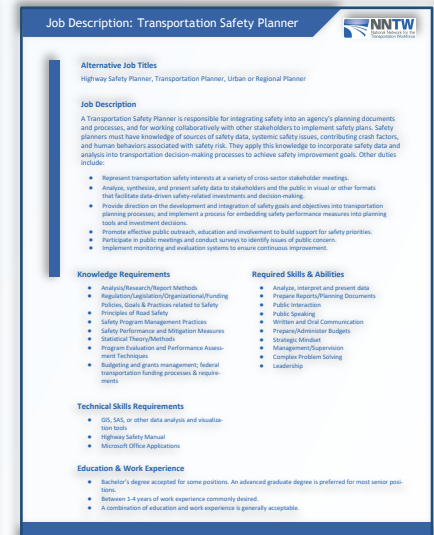 Job Description: Transportation Safety Planner
NNTW
National Network for the
Transportation Workforce
Alternative Job Titles
Highway Safety Planner, Transportation Planner, Urban or Regional Planner
Job Description
A Transportation Safety Planner is responsible for integrating safety into an agency's planning documents
and processes, and for working collaboratively with other stakeholders to implement safety plans. Safety
planners must have knowledge of sources of safety data, systemic safety issues, contributing crash factors,
and human behaviors associated with safety risk. They apply this knowledge to incorporate safety data and
analysis into transportation decision-making processes to achieve safety improvement goals. Other duties
include:
● Represent transportation safety interests at a variety of cross-sector stakeholder meetings.
● Analyze, synthesize, and present safety data to stakeholders and the public in visual or other formats
that facilitate data-driven safety-related investments and decision-making.
● Provide direction on the development and integration of safety goals and objectives into transportation
planning processes; and implement a process for embedding safety performance measures into planning
tools and investment decisions.
● Promote effective public outreach, education and involvement to build support for safety priorities.
● Participate in public meetings and conduct surveys to identify issues of public concern.
● Implement monitoring and evaluation systems to ensure continuous improvement.
Knowledge Requirements
● Analysis/Research/Report Methods
● Regulation/Legislation/Organizational/Funding
Policies, Goals & Practices related to Safety
● Principles of Road Safety
● Safety Program Management Practices
● Safety Performance and Mitigation Measures
● Statistical Theory/Methods
● Program Evaluation and Performance Assess-
ment Techniques
● Budgeting and grants management; federal
transportation funding processes & require-
ments
Required Skills & Abilities
● Analyze, interpret and present data
● Prepare Reports/Planning Documents
● Public Interaction
● Public Speaking
● Written and Oral Communication
● Prepare/Administer Budgets
● Strategic Mindset
● Management/Supervision
● Complex Problem Solving
● Leadership
Technical Skills Requirements
● GIS, SAS, or other data analysis and visualiza-
tion tools
● Highway Safety Manual
● Microsoft Office Applications
Education & Work Experience
● Bachelor's degree accepted for some positions. An advanced graduate degree is preferred for most senior posi-
tions.
● Between 1-4 years of work experience commonly desired.
● A combination of education and work experience is generally acceptable.